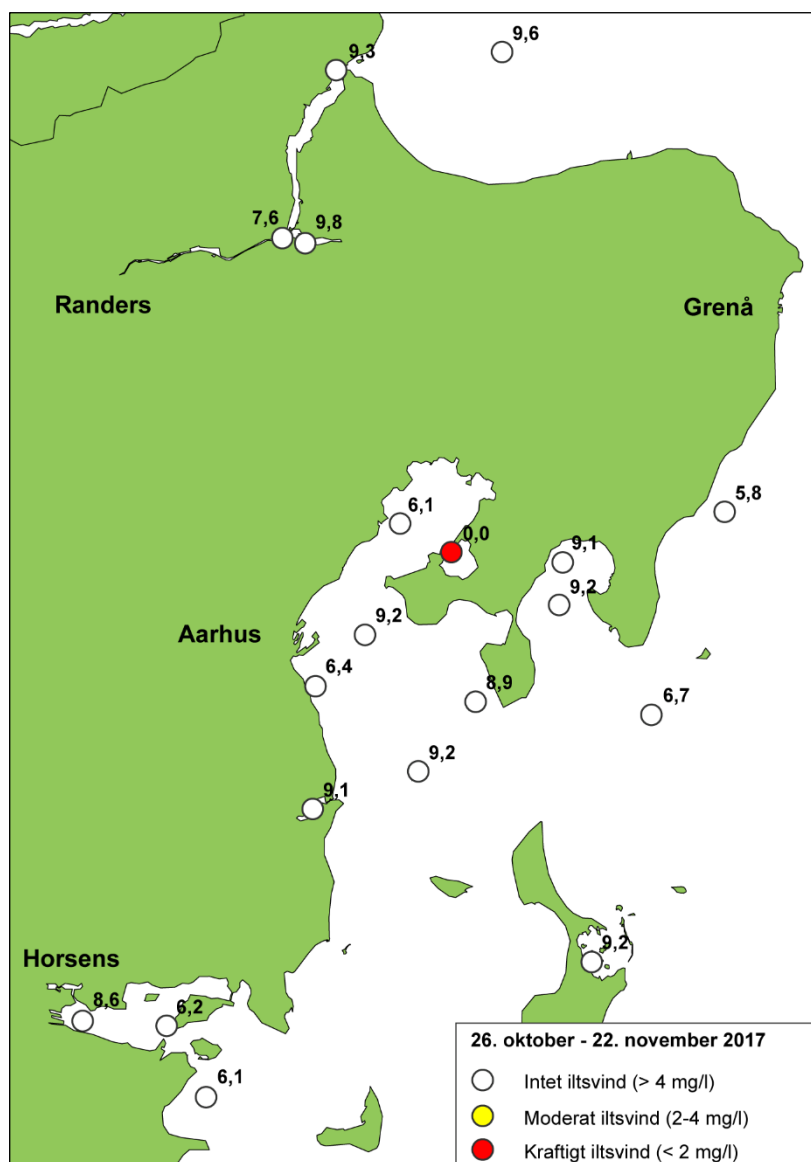 9,6
9,3
7,6
9,8
Randers
Grenå
5,8
6,1
0,0
9,1
9,2
9,2
Aarhus
6,4
8,9
6,7
9,2
9,1
9,2
Horsens
8,6
6,2
6,1
26. oktober - 22. november 2017
Intet iltsvind (> 4 mg/l)
Moderat iltsvind (2-4 mg/l)
Kraftigt iltsvind (< 2 mg/l)